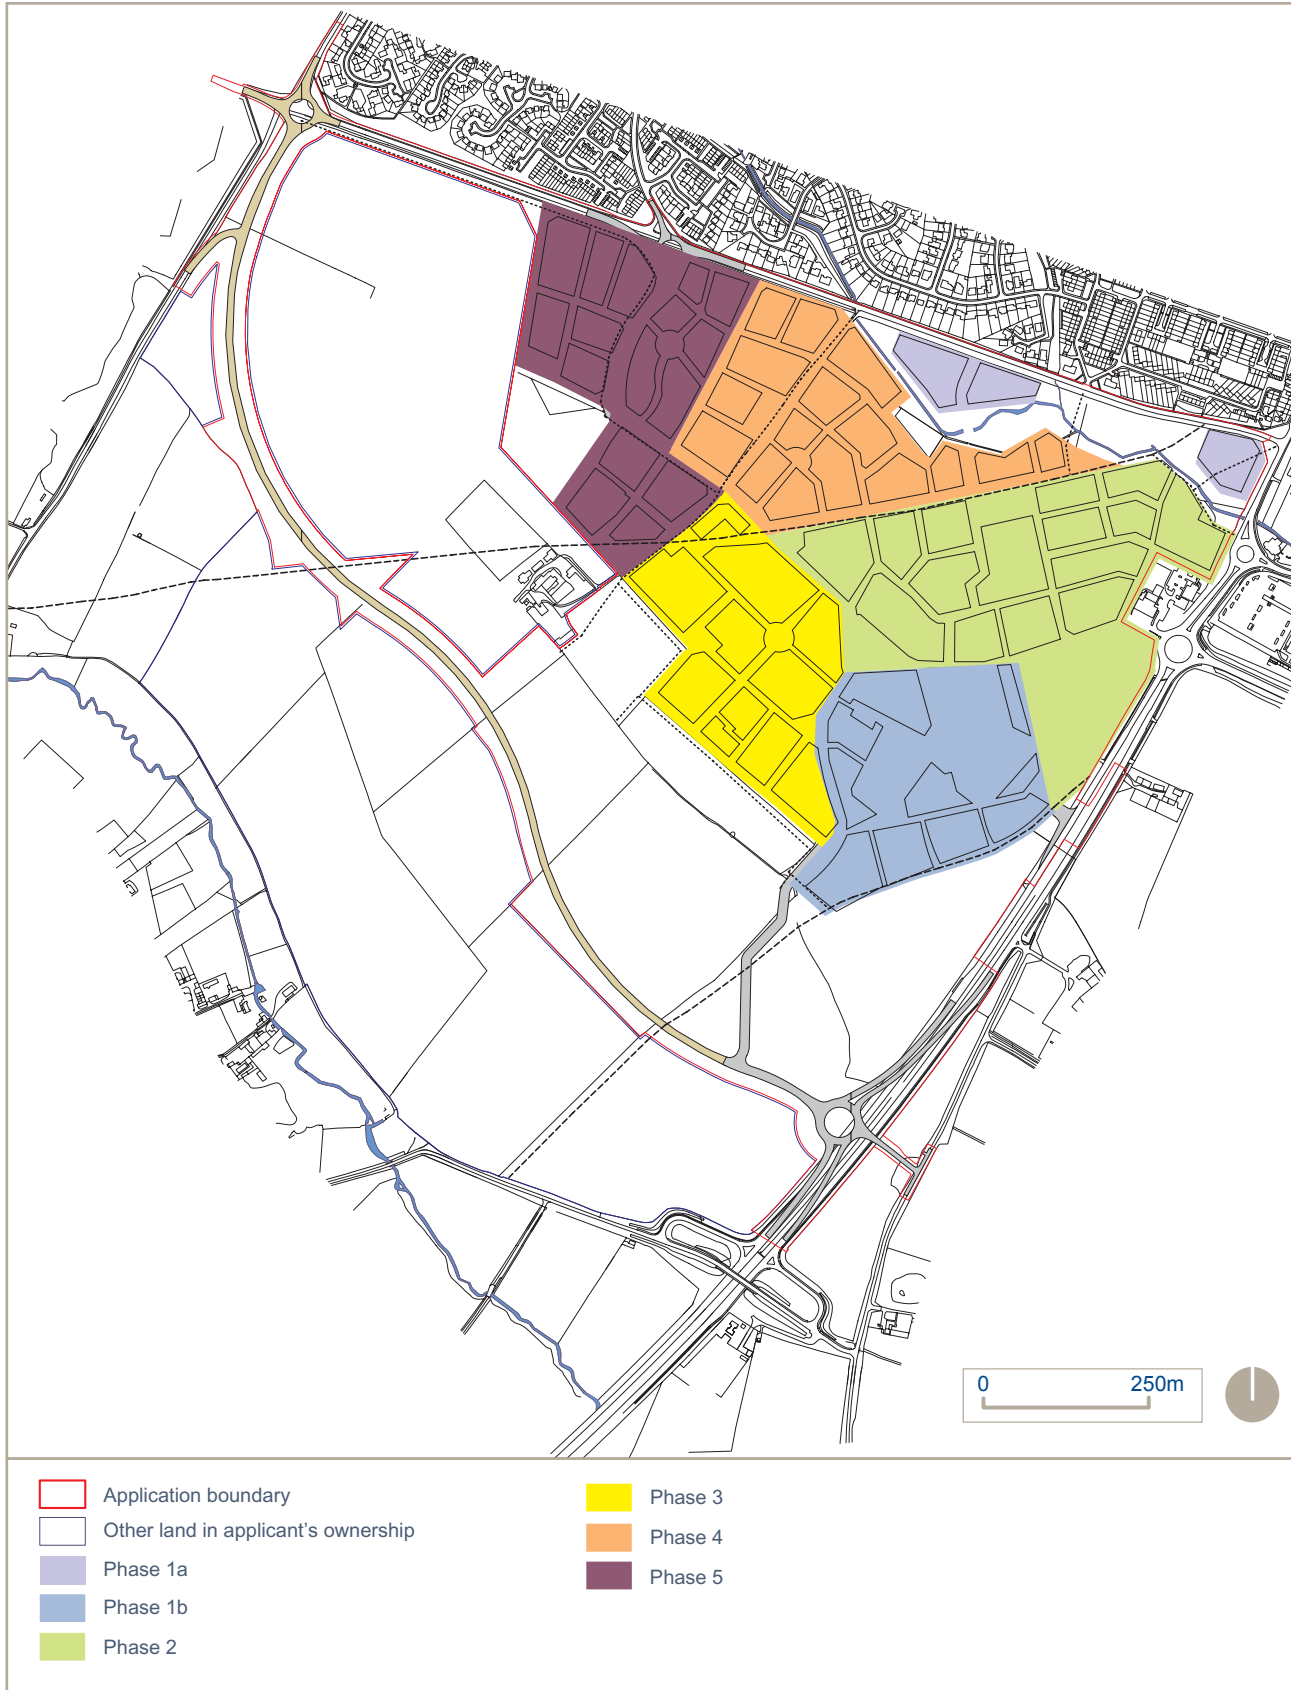 0 250m
Application boundary
Other land in applicant's ownership
Phase 1a
Phase 1b
Phase 2
Phase 3
Phase 4
Phase 5